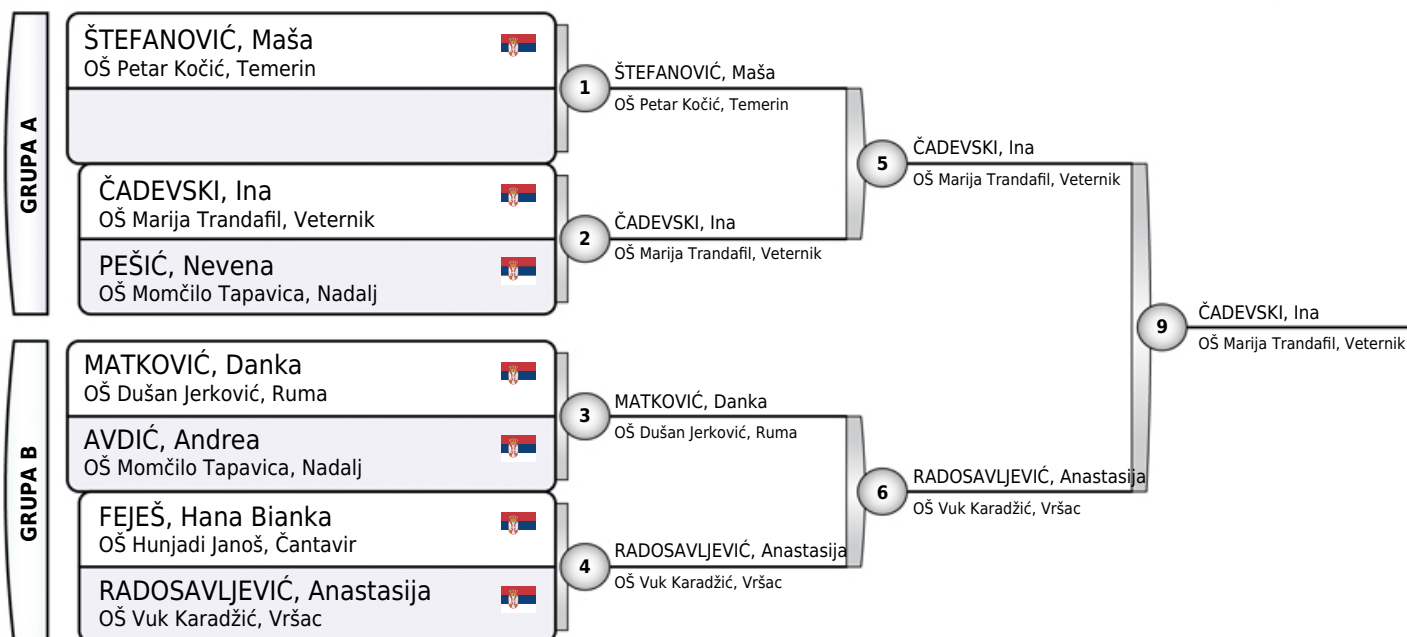 GRUPA A
ŠTEFANOVIĆ, Maša
OŠ Petar Kočić, Temerin
ČADEVSKI, Ina
OŠ Marija Trandafil, Veternik
PEŠIĆ, Nevena
OŠ Momčilo Tapavica, Nadalj
GRUPA B
MATKOVIĆ, Danka
OŠ Dušan Jerković, Ruma
AVDIĆ, Andrea
OŠ Momčilo Tapavica, Nadalj
FEJEŠ, Hana Bianka
OŠ Hunjadi Janoš, Čantavir
RADOSAVLJEVIĆ, Anastasija
OŠ Vuk Karadžić, Vršac
1
ŠTEFANOVIĆ, Maša
OŠ Petar Kočić, Temerin
2
ČADEVSKI, Ina
OŠ Marija Trandafil, Veternik
3
MATKOVIĆ, Danka
OŠ Dušan Jerković, Ruma
4
RADOSAVLJEVIĆ, Anastasija
OŠ Vuk Karadžić, Vršac
5
ČADEVSKI, Ina
OŠ Marija Trandafil, Veternik
6
RADOSAVLJEVIĆ, Anastasija
OŠ Vuk Karadžić, Vršac
9
ČADEVSKI, Ina
OŠ Marija Trandafil, Veternik